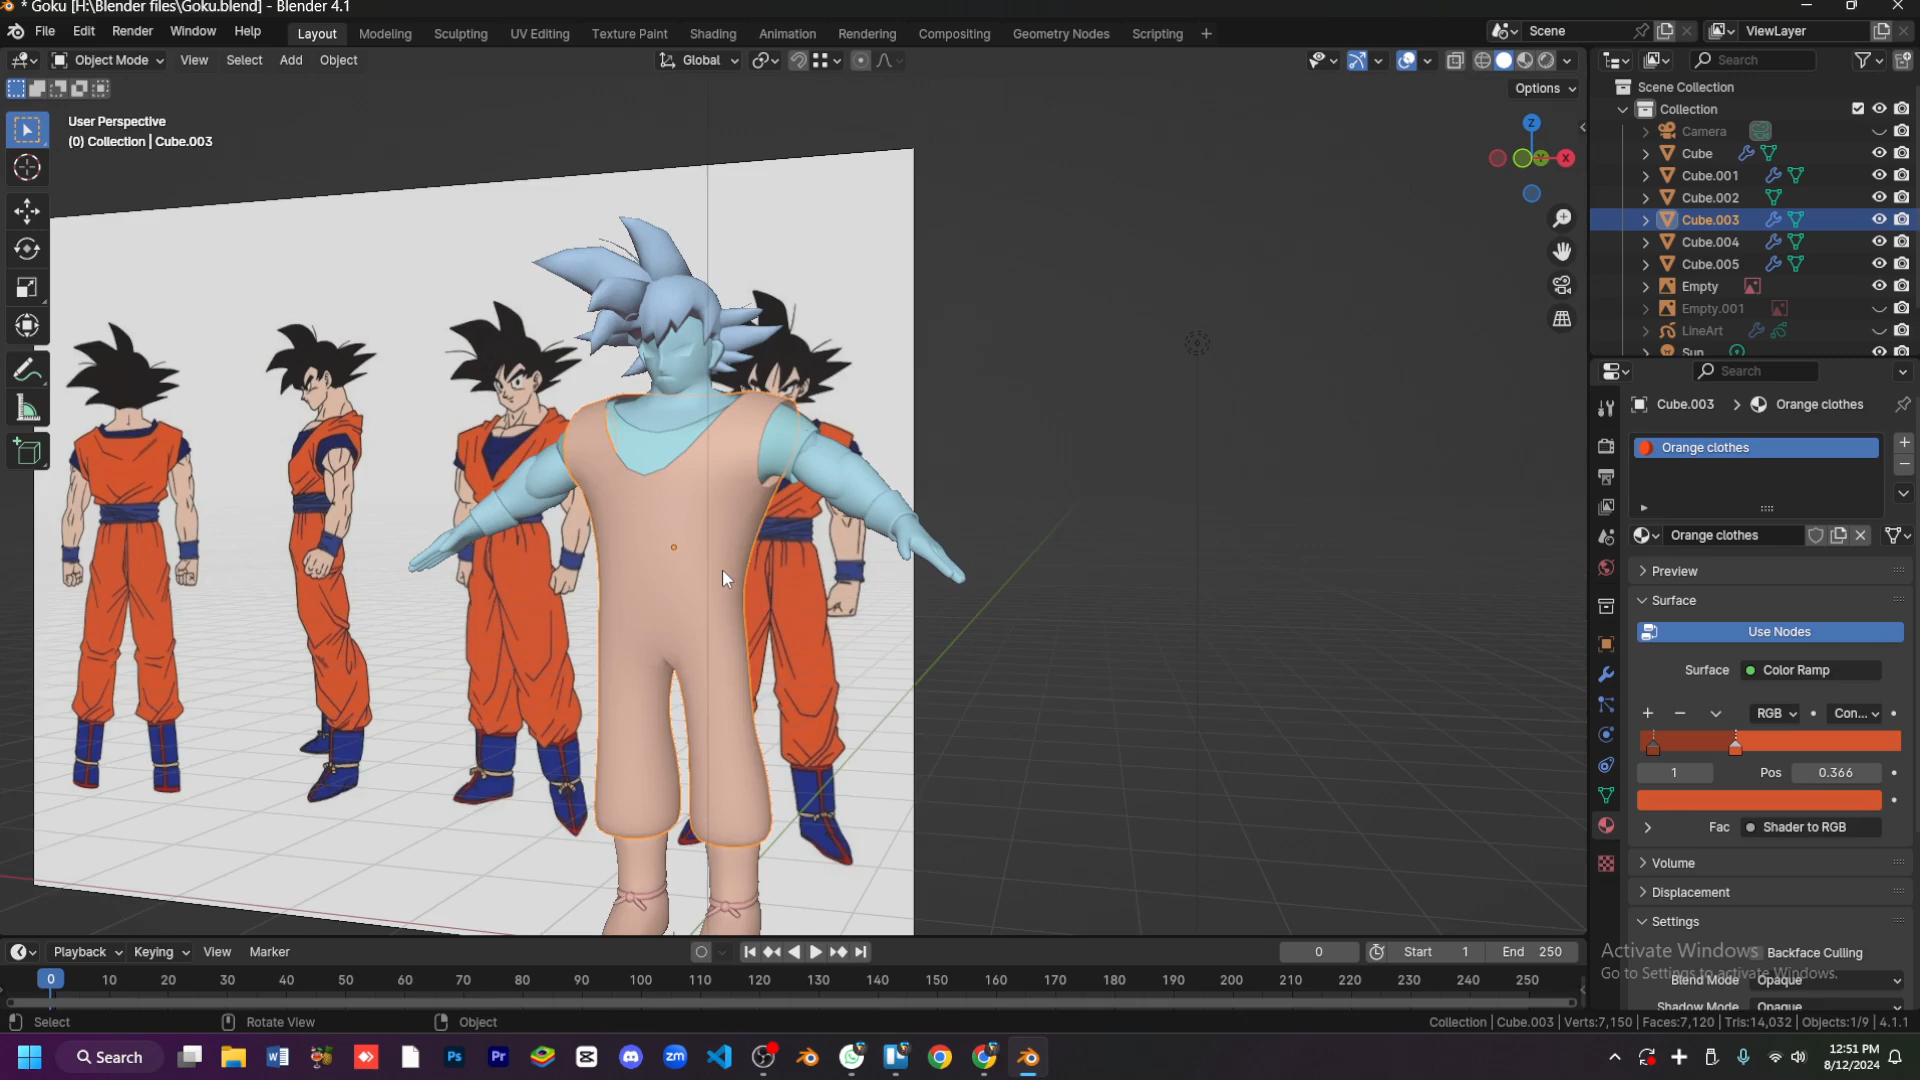 * Goku [H:\Blender files\Goku.blend] - Blender 4.1
File Edit Render Window Help Layout Modeling Sculpting UV Editing Texture Paint Shading Animation Rendering Compositing Geometry Nodes Scripting + Scene ViewLayer
Object Mode View Select Add Object Global Search
Options
User Perspective
(0) Collection | Cube.003
Z
Y
X
Scene Collection
Collection
Camera
Cube
Cube.001
Cube.002
Cube.003
Cube.004
Cube.005
Empty
Empty.001
LineArt
Sun
Search
Cube.003 > Orange clothes
Orange clothes
Orange clothes
Preview
Surface
Use Nodes
Surface Color Ramp
RGB Con...
1 Pos 0.366
Fac Shader to RGB
Volume
Displacement
Settings
Backface Culling
Blend Mode Opaque
Shadow Mode Opaque
Activate Windows
Go to Settings to activate Windows.
Playback Keying View Marker 0 Start 1 End 250
0 10 20 30 40 50 60 70 80 90 100 110 120 130 140 150 160 170 180 190 200 210 220 230 240 250
Select Rotate View Object Collection | Cube.003 | Verts:7,150 | Faces:7,120 | Tris:14,032 | Objects:1/9 | 4.1.1
Search Ps Pr zm 12:51 PM
8/12/2024